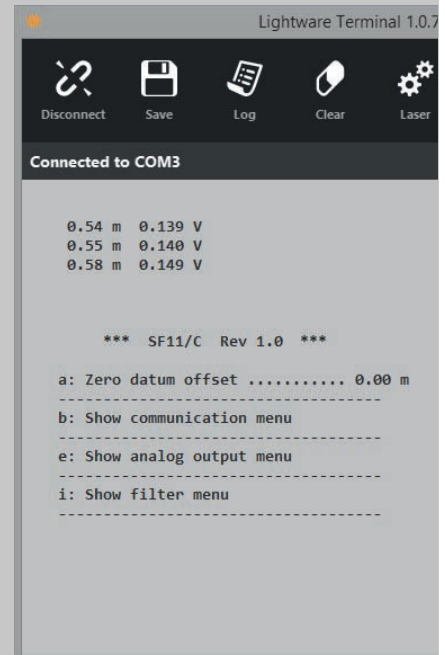 Lightware Terminal 1.0.7
Disconnect Save Log Clear Laser
Connected to COM3
0.54 m 0.139 V
0.55 m 0.140 V
0.58 m 0.149 V
*** SF11/C Rev 1.0 ***
a: Zero datum offset ........... 0.00 m
------------------------------------
b: Show communication menu
------------------------------------
e: Show analog output menu
------------------------------------
i: Show filter menu
------------------------------------